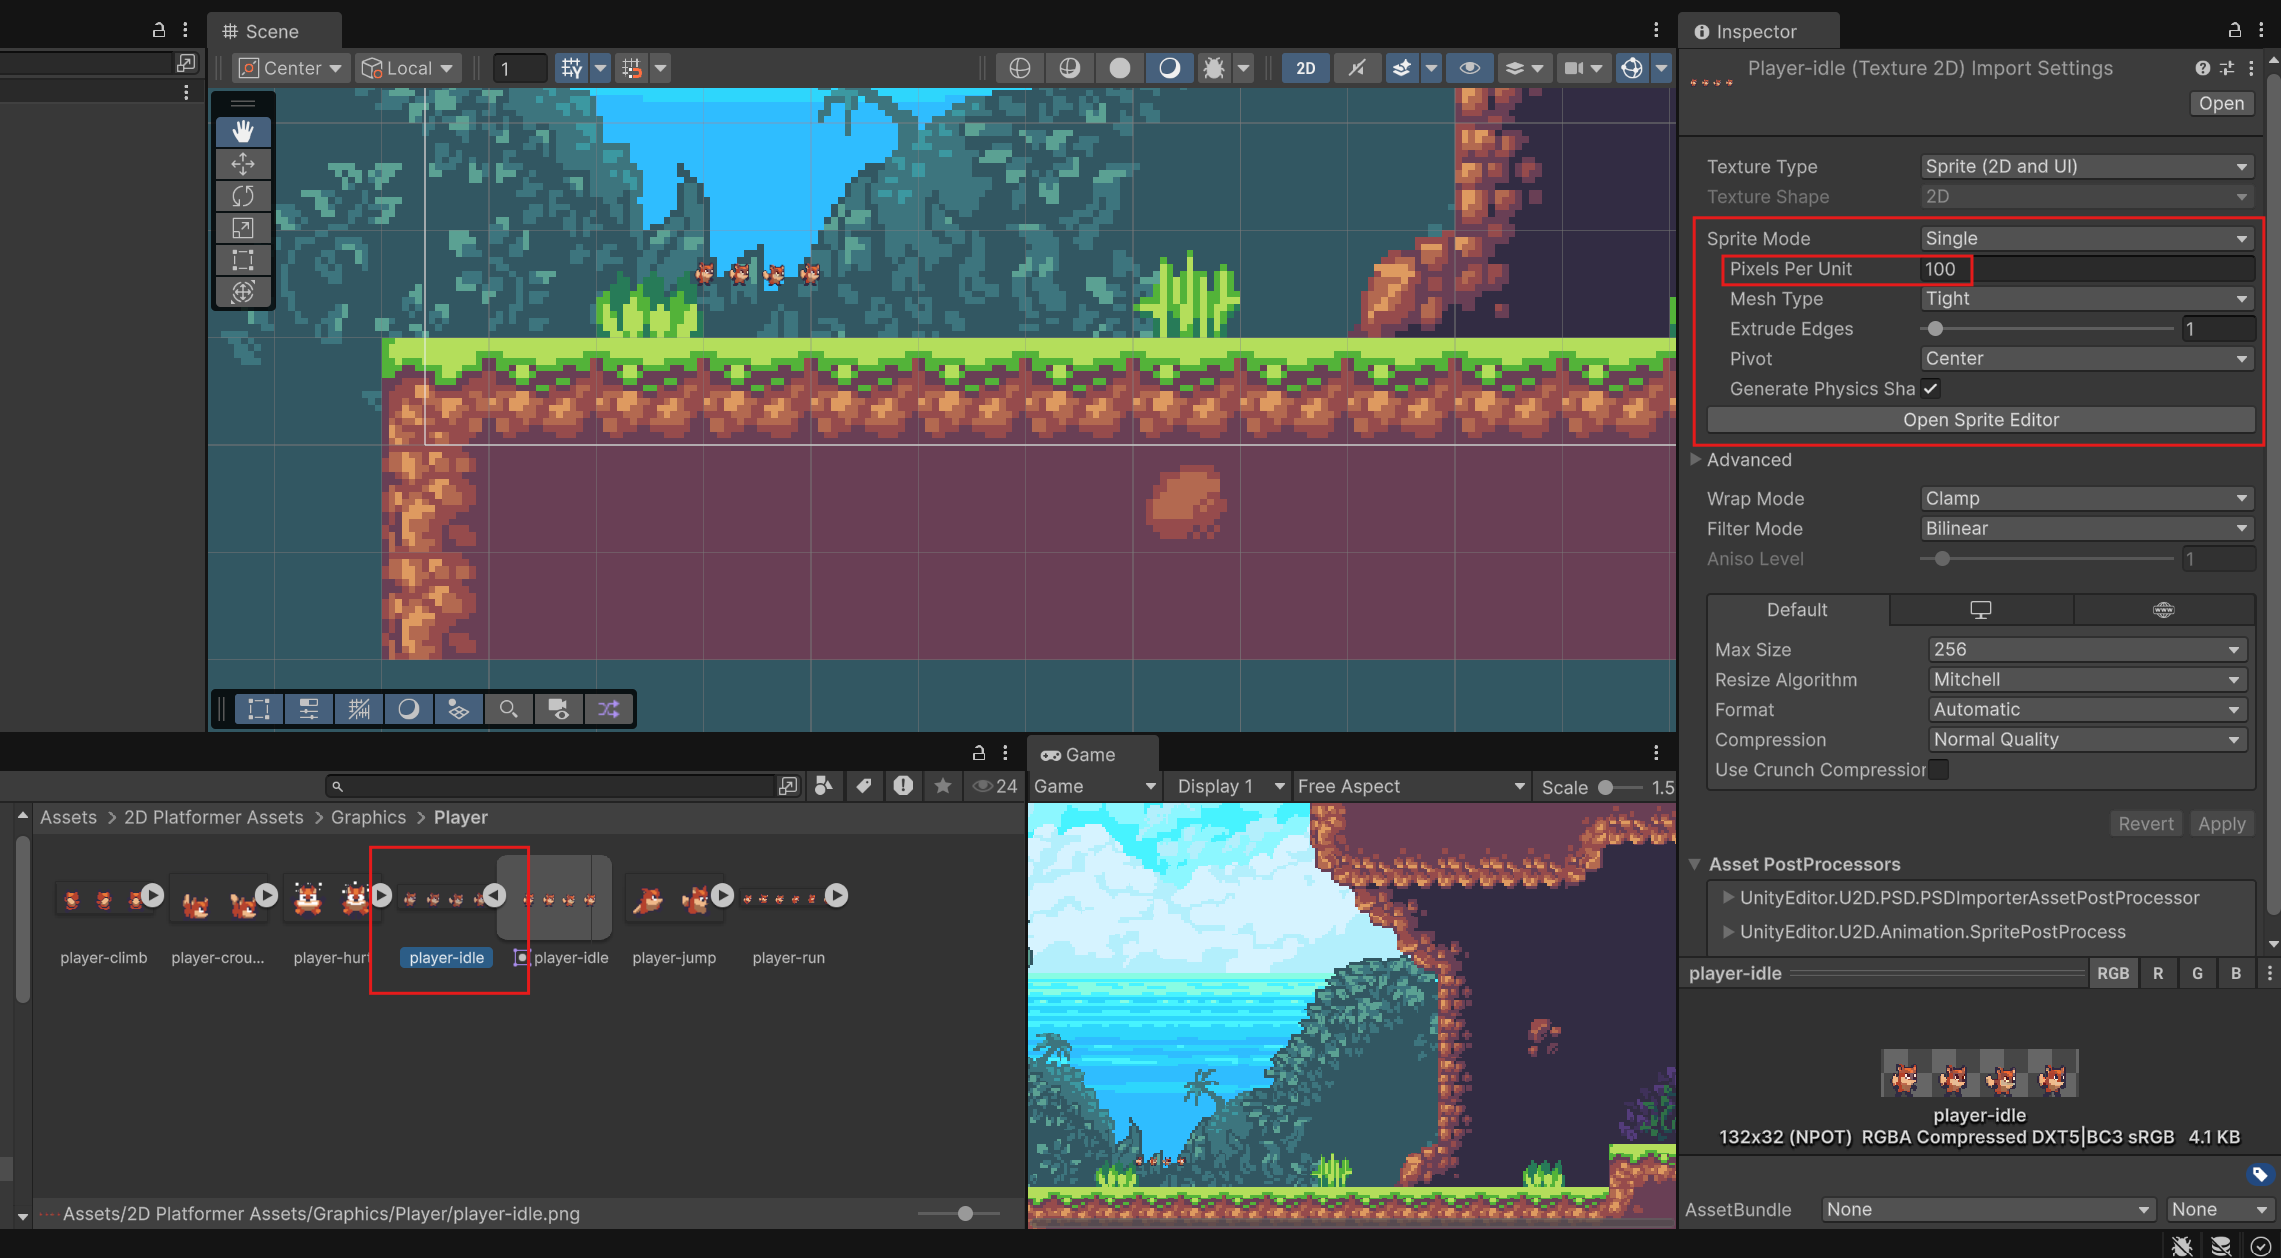 Scene
Center
Local
1
2D
Inspector
Player-idle (Texture 2D) Import Settings
Open
Texture Type
Sprite (2D and UI)
Texture Shape
2D
Sprite Mode
Single
Pixels Per Unit
100
Mesh Type
Tight
Extrude Edges
1
Pivot
Center
Generate Physics Sha
Open Sprite Editor
Advanced
Wrap Mode
Clamp
Filter Mode
Bilinear
Aniso Level
1
Default
Max Size
256
Resize Algorithm
Mitchell
Format
Automatic
Compression
Normal Quality
Use Crunch Compression
Revert
Apply
Asset PostProcessors
UnityEditor.U2D.PSD.PSDImporterAssetPostProcessor
UnityEditor.U2D.Animation.SpritePostProcess
player-idle
RGB
R
G
B
player-idle
132x32 (NPOT) RGBA Compressed DXT5|BC3 sRGB 4.1 KB
AssetBundle
None
None
24
Assets > 2D Platformer Assets > Graphics > Player
player-climb
player-crou...
player-hurt
player-idle
player-idle
player-jump
player-run
Assets/2D Platformer Assets/Graphics/Player/player-idle.png
Game
Game
Display 1
Free Aspect
Scale
1.5